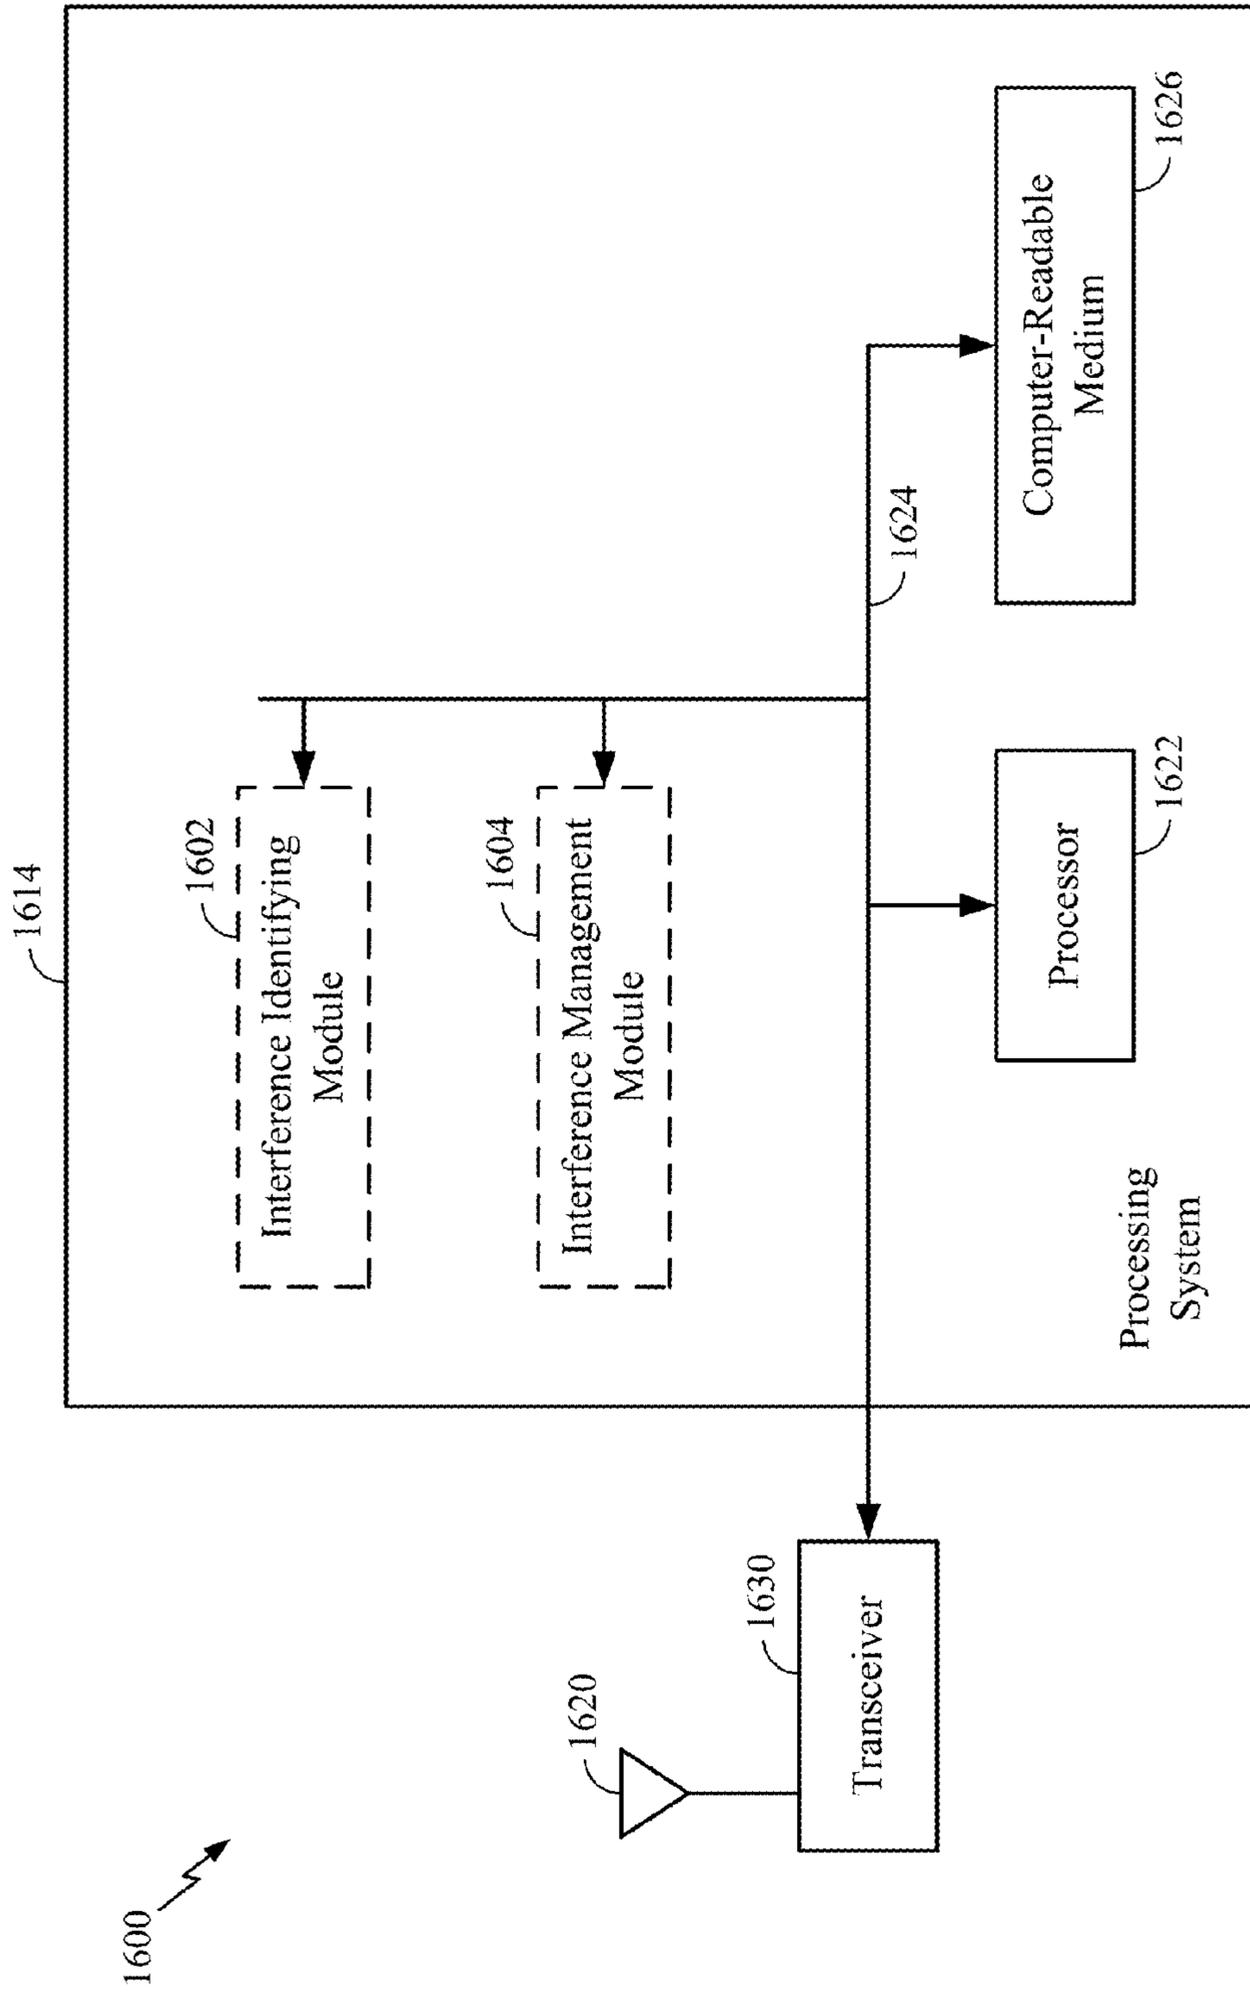 1600
1614
1602
Interference Identifying
Module
1604
Interference Management
Module
1620
1630
Transceiver
1624
Processor
1622
Computer-Readable
Medium
1626
Processing
System